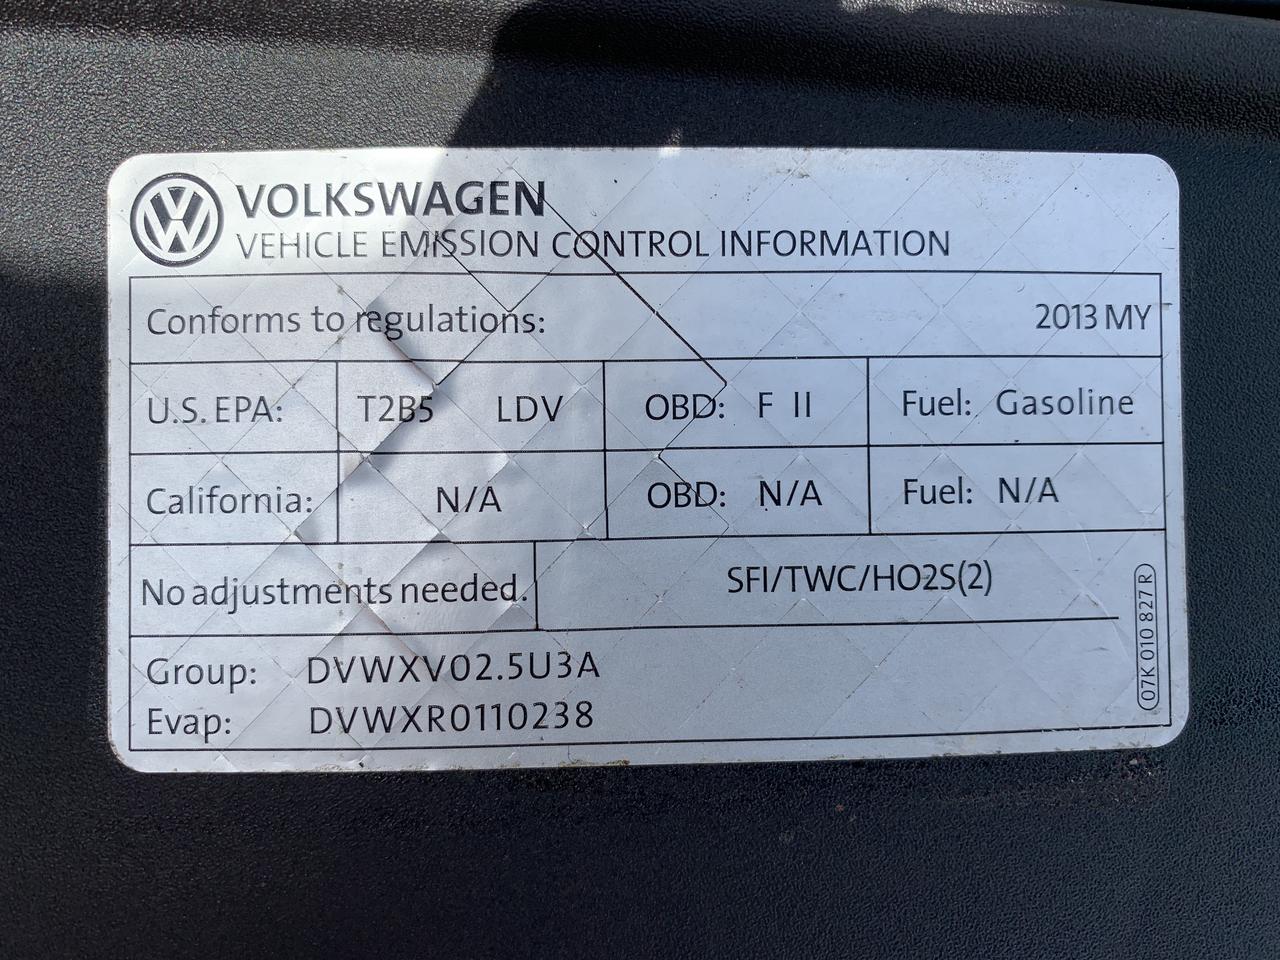 VOLKSWAGEN
VEHICLE EMISSION CONTROL INFORMATION
Conforms to regulations: 2013 MY
U.S. EPA: T2B5 LDV OBD: F II Fuel: Gasoline
California: N/A OBD: N/A Fuel: N/A
No adjustments needed. SFI/TWC/HO2S(2)
Group: DVWXV02.5U3A
Evap: DVWXR0110238
07K 010 827 R